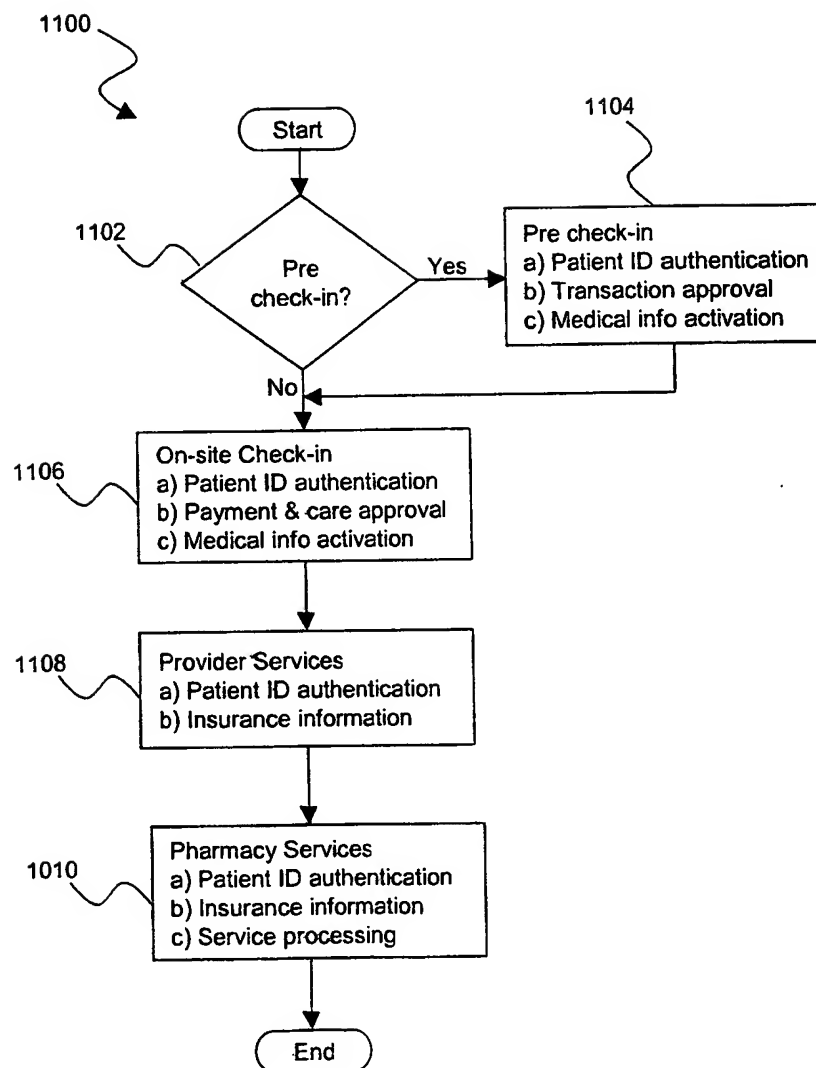 1100
Start
1104
1102
Pre
check-in?
Yes
Pre check-in
a) Patient ID authentication
b) Transaction approval
c) Medical info activation
No
1106
On-site Check-in
a) Patient ID authentication
b) Payment & care approval
c) Medical info activation
1108
Provider Services
a) Patient ID authentication
b) Insurance information
1010
Pharmacy Services
a) Patient ID authentication
b) Insurance information
c) Service processing
End